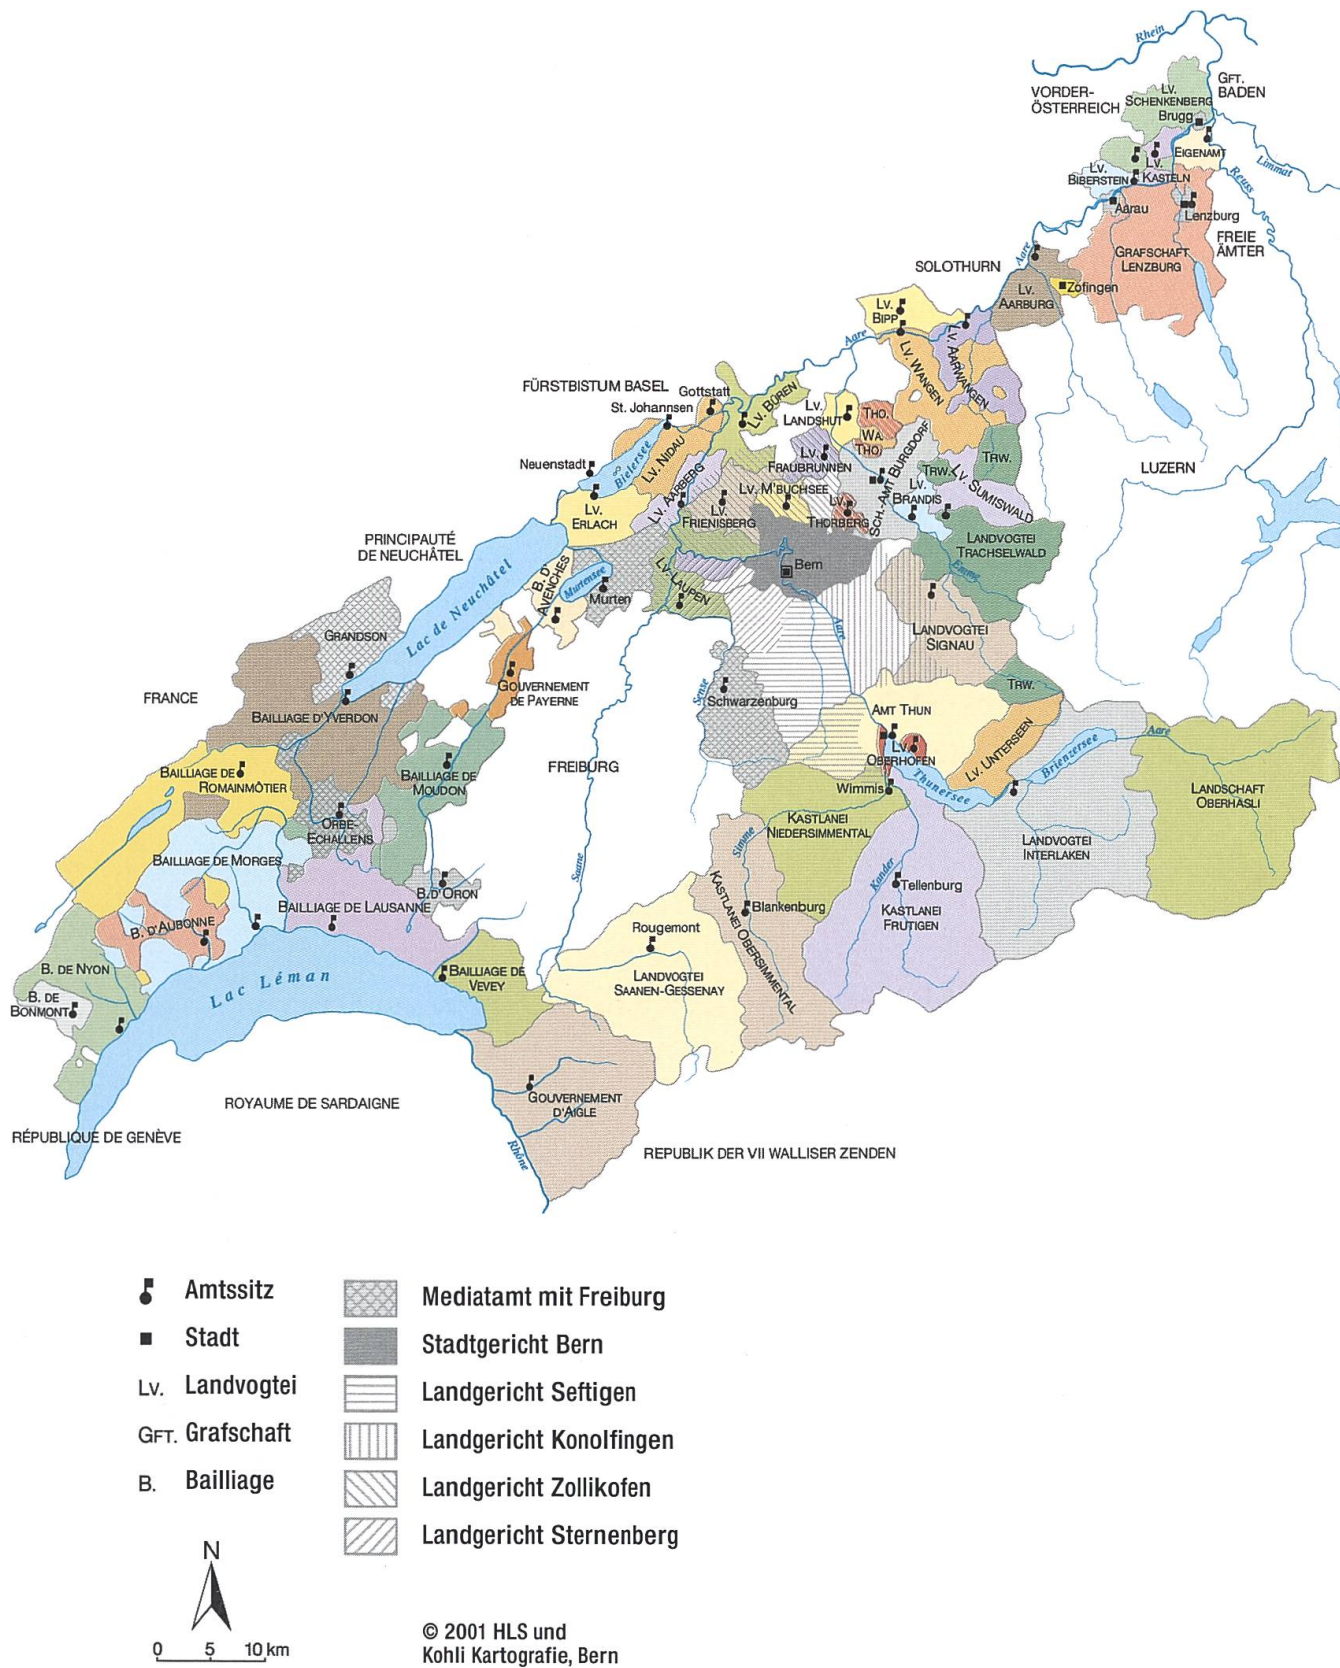 Rhein
GFT.
BADEN
VORDER-
ÖSTERREICH
LV.
SCHENKENBERG
Brugg
EIGENAMT
Limmat
Reuss
LV.
BIBERSTEIN
LV.
KASTELN
Aarau
Lenzburg
FREIE
ÄMTER
GRAFSCHAFT
LENZBURG
Aare
SOLOTHURN
Zofingen
LV.
AARBURG
LV.
BIPP
Aare
LV. WANGEN
LV. AARWANGEN
FÜRSTBISTUM BASEL
Gottstatt
St. Johannsen
LV. BÜREN
LV.
LANDSHUT
THO.
WA.
THO.
Neuenstadt
Bielersee
LV. NIDAU
LV. AARBERG
LV.
FRAUBRUNNEN
SCH.-AMT BURGDORF
TRW.
TRW.
LV. SUMISWALD
LUZERN
LV.
ERLACH
LV.
FRIENISBERG
LV. M'BUCHSEE
LV.
THORBERG
LV.
BRANDIS
LANDVOGTEI
TRACHSELWALD
PRINCIPAUTÉ
DE NEUCHÂTEL
Lac de Neuchâtel
B. D'
AVENCHES
Murtensee
Murten
LV. LAUPEN
Bern
Emme
Aare
GRANDSON
LANDVOGTEI
SIGNAU
FRANCE
BAILLIAGE D'YVERDON
GOUVERNEMENT
DE PAYERNE
Sense
Schwarzenburg
TRW.
AMT THUN
LV.
OBERHOFEN
LV. UNTERSEEN
Brienzersee
Aare
BAILLIAGE DE
ROMAINMÔTIER
BAILLIAGE DE
MOUDON
FREIBURG
Wimmis
Thunersee
LANDSCHAFT
OBERHASLI
ORBE-
ECHALLENS
KASTLANEI
NIEDERSIMMENTAL
LANDVOGTEI
INTERLAKEN
BAILLIAGE DE MORGES
Saane
Simme
Kander
Tellenburg
B. D'ORON
BAILLIAGE DE LAUSANNE
KASTLANEI OBERSIMMENTAL
Blankenburg
KASTLANEI
FRUTIGEN
B. D'AUBONNE
Rougemont
B. DE NYON
Lac Léman
BAILLIAGE DE
VEVEY
LANDVOGTEI
SAANEN-GESSENAY
B. DE
BONMONT
GOUVERNEMENT
D'AIGLE
ROYAUME DE SARDAIGNE
RÉPUBLIQUE DE GENÈVE
Rhône
REPUBLIK DER VII WALLISER ZENDEN
Amtssitz
Stadt
LV. Landvogtei
GFT. Grafschaft
B. Bailliage
Mediatamt mit Freiburg
Stadtgericht Bern
Landgericht Seftigen
Landgericht Konolfingen
Landgericht Zollikofen
Landgericht Sternenberg
N
0 5 10 km
© 2001 HLS und
Kohli Kartografie, Bern